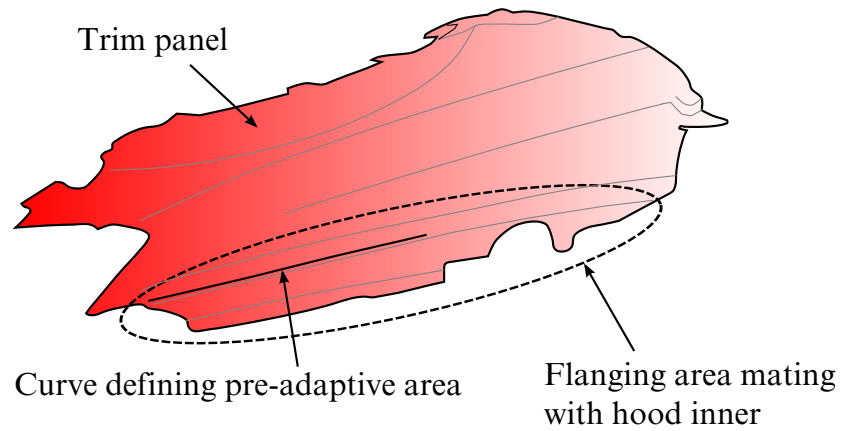 Trim panel
Curve defining pre-adaptive area
Flanging area mating
with hood inner